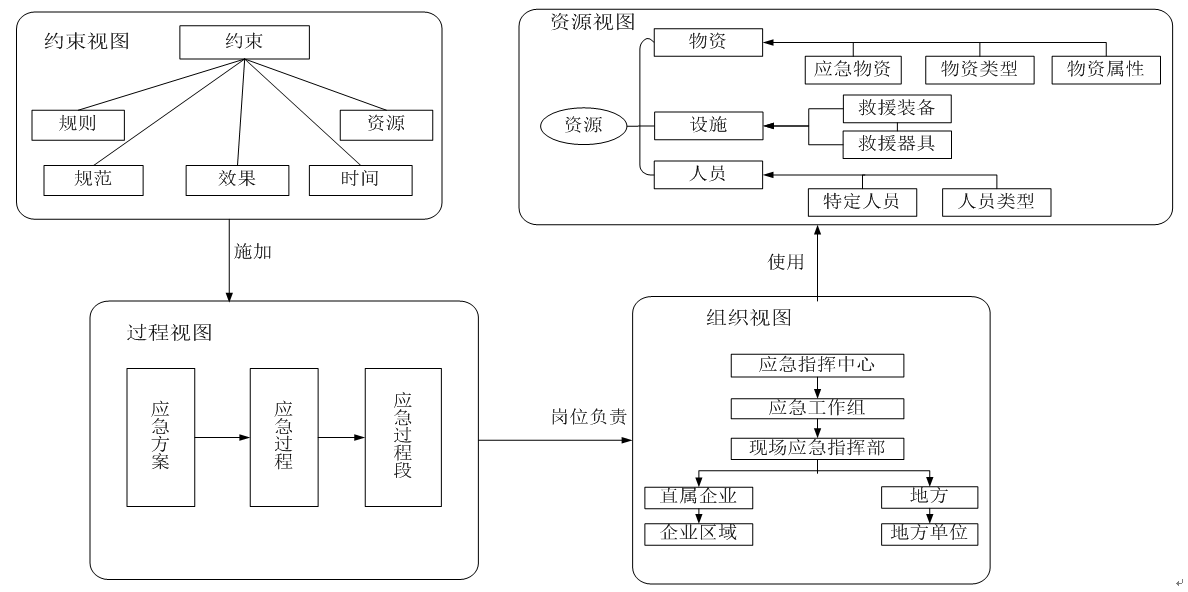 约束视图
约束
规则
资源
规范
效果
时间
施加
资源视图
资源
物资
应急物资
物资类型
物资属性
设施
救援装备
救援器具
人员
特定人员
人员类型
使用
过程视图
应急方案
应急过程
应急过程段
岗位负责
组织视图
应急指挥中心
应急工作组
现场应急指挥部
直属企业
地方
企业区域
地方单位